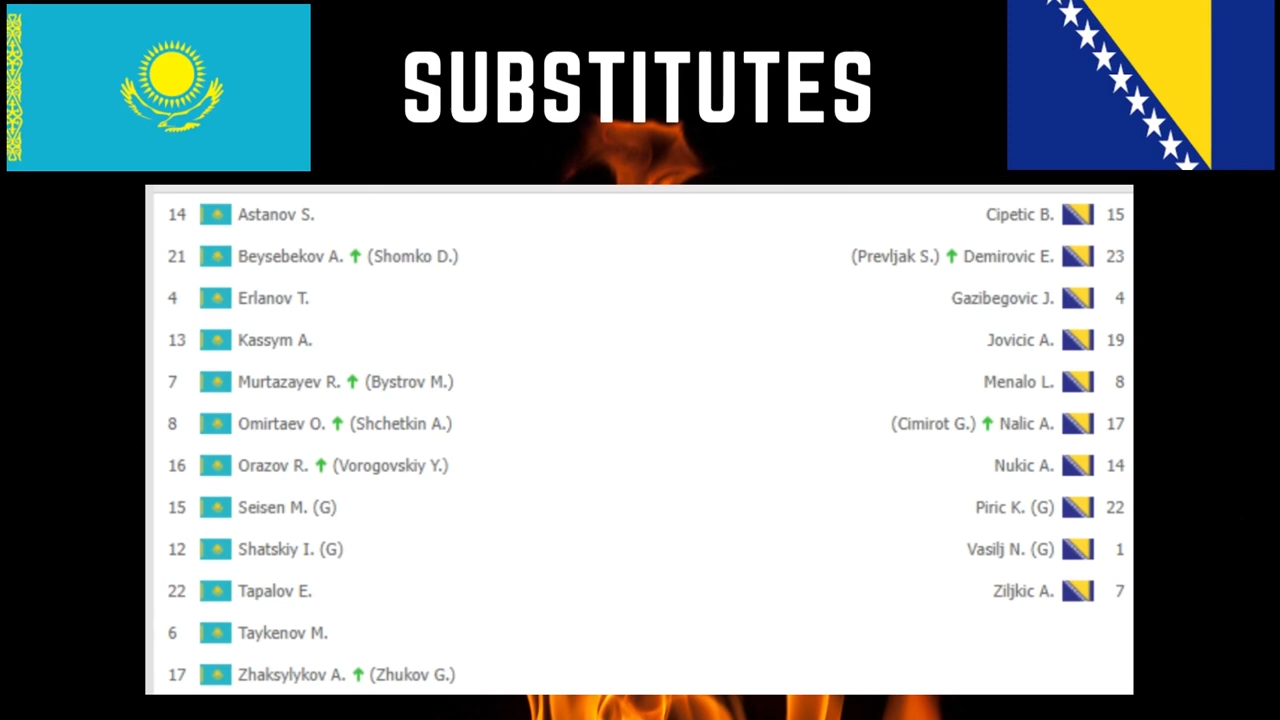 SUBSTITUTES
14 Astanov S. Cipetic B. 15
21 Beysebekov A. ↑ (Shomko D.) (Prevljak S.) ↑ Demirovic E. 23
4 Erlanov T. Gazibegovic J. 4
13 Kassym A. Jovicic A. 19
7 Murtazayev R. ↑ (Bystrov M.) Menalo L. 8
8 Omirtaev O. ↑ (Shchetkin A.) (Cimirot G.) ↑ Nalic A. 17
16 Orazov R. ↑ (Vorogovskiy Y.) Nukic A. 14
15 Seisen M. (G) Piric K. (G) 22
12 Shatskiy I. (G) Vasilj N. (G) 1
22 Tapalov E. Ziljkic A. 7
6 Taykenov M.
17 Zhaksylykov A. ↑ (Zhukov G.)